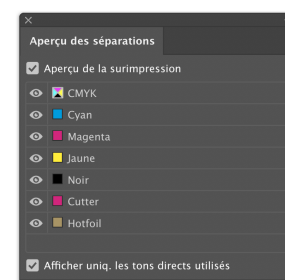 Aperçu des séparations
Aperçu de la surimpression
CMYK
Cyan
Magenta
Jaune
Noir
Cutter
Hotfoil
Afficher uniq. les tons directs utilisés